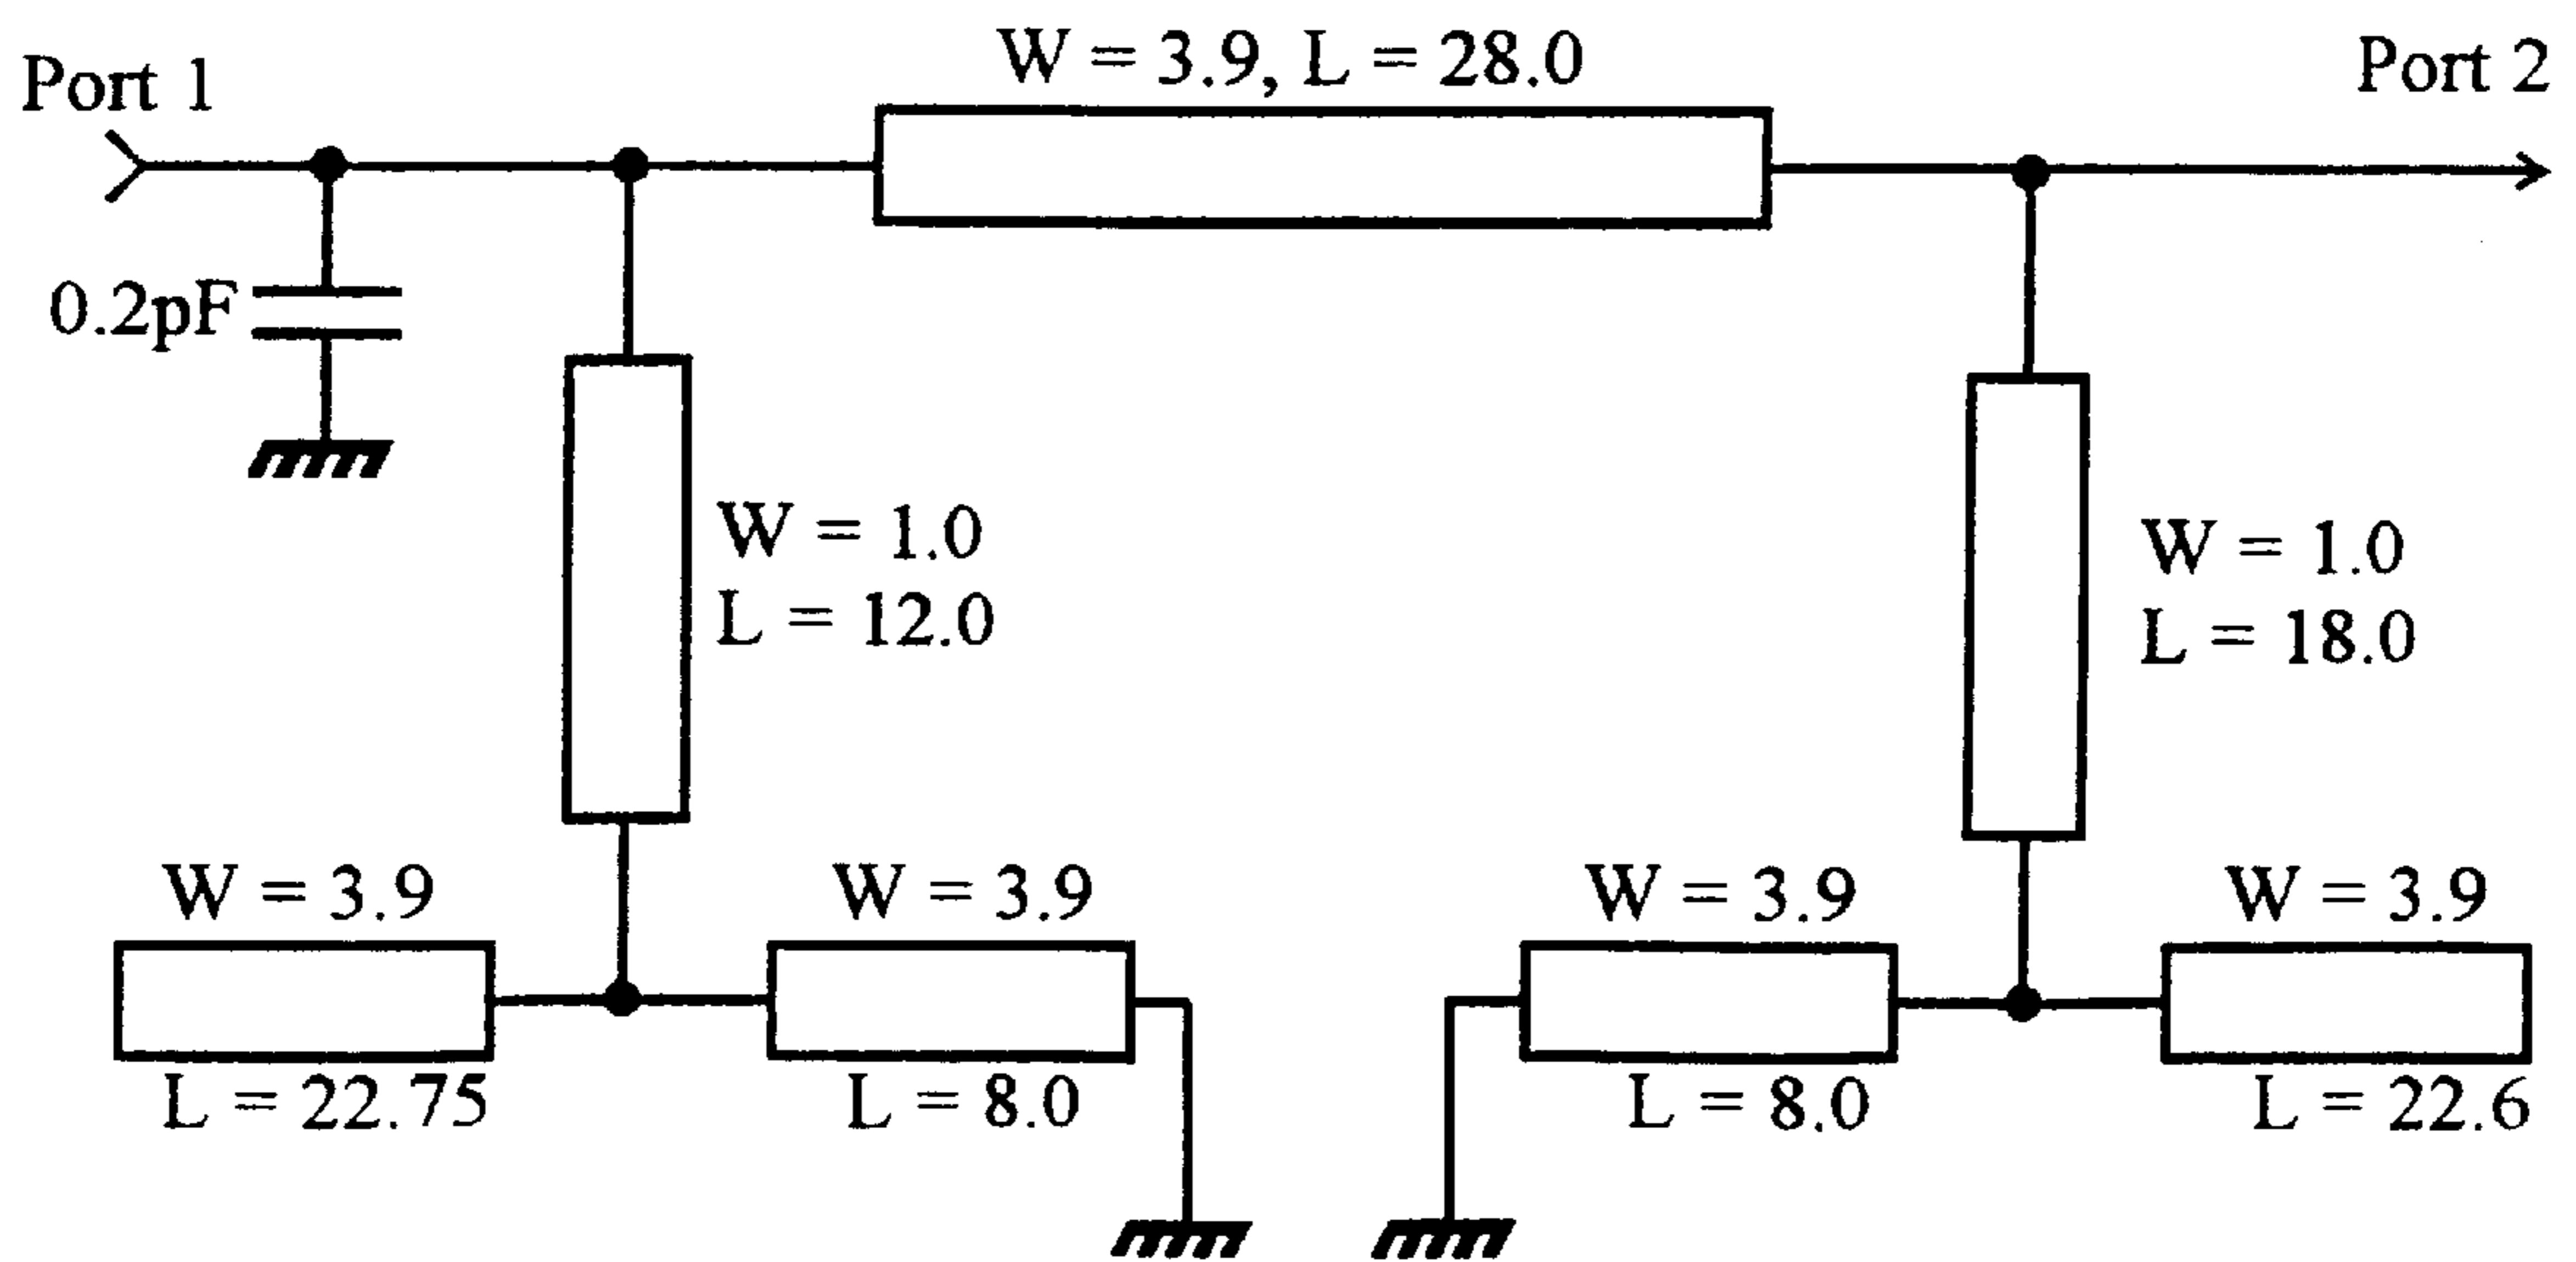 W = 3.9, L = 28.0
Port 1
Port 2
0.2pF
W = 1.0
L = 12.0
W = 1.0
L = 18.0
W = 3.9
L = 22.75
W = 3.9
L = 8.0
W = 3.9
L = 8.0
W = 3.9
L = 22.6